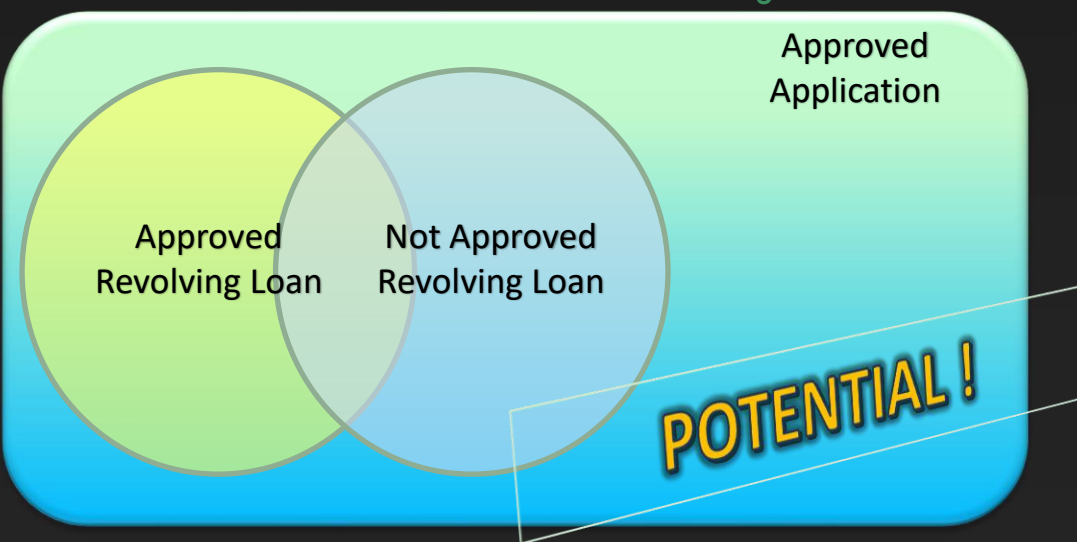 Approved
Application
Approved
Revolving Loan
Not Approved
Revolving Loan
POTENTIAL !